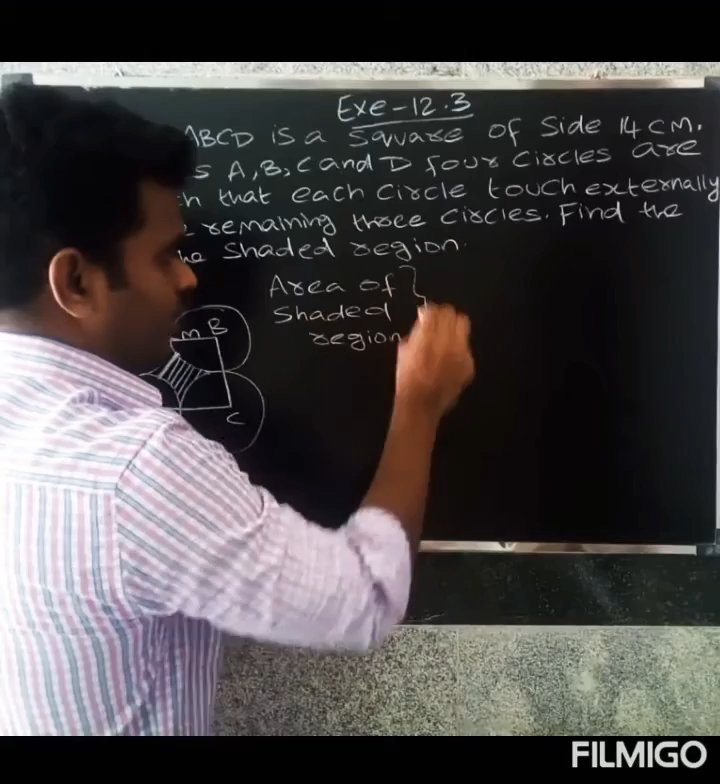 Exe-12.3
ABCD is a square of Side 14 CM.
s A, B, C and D four Circles are
h that each Circle touch externally
remaining three Circles. Find the
he Shaded region.
Area of
Shaded
region
M B
C
FILMIGO